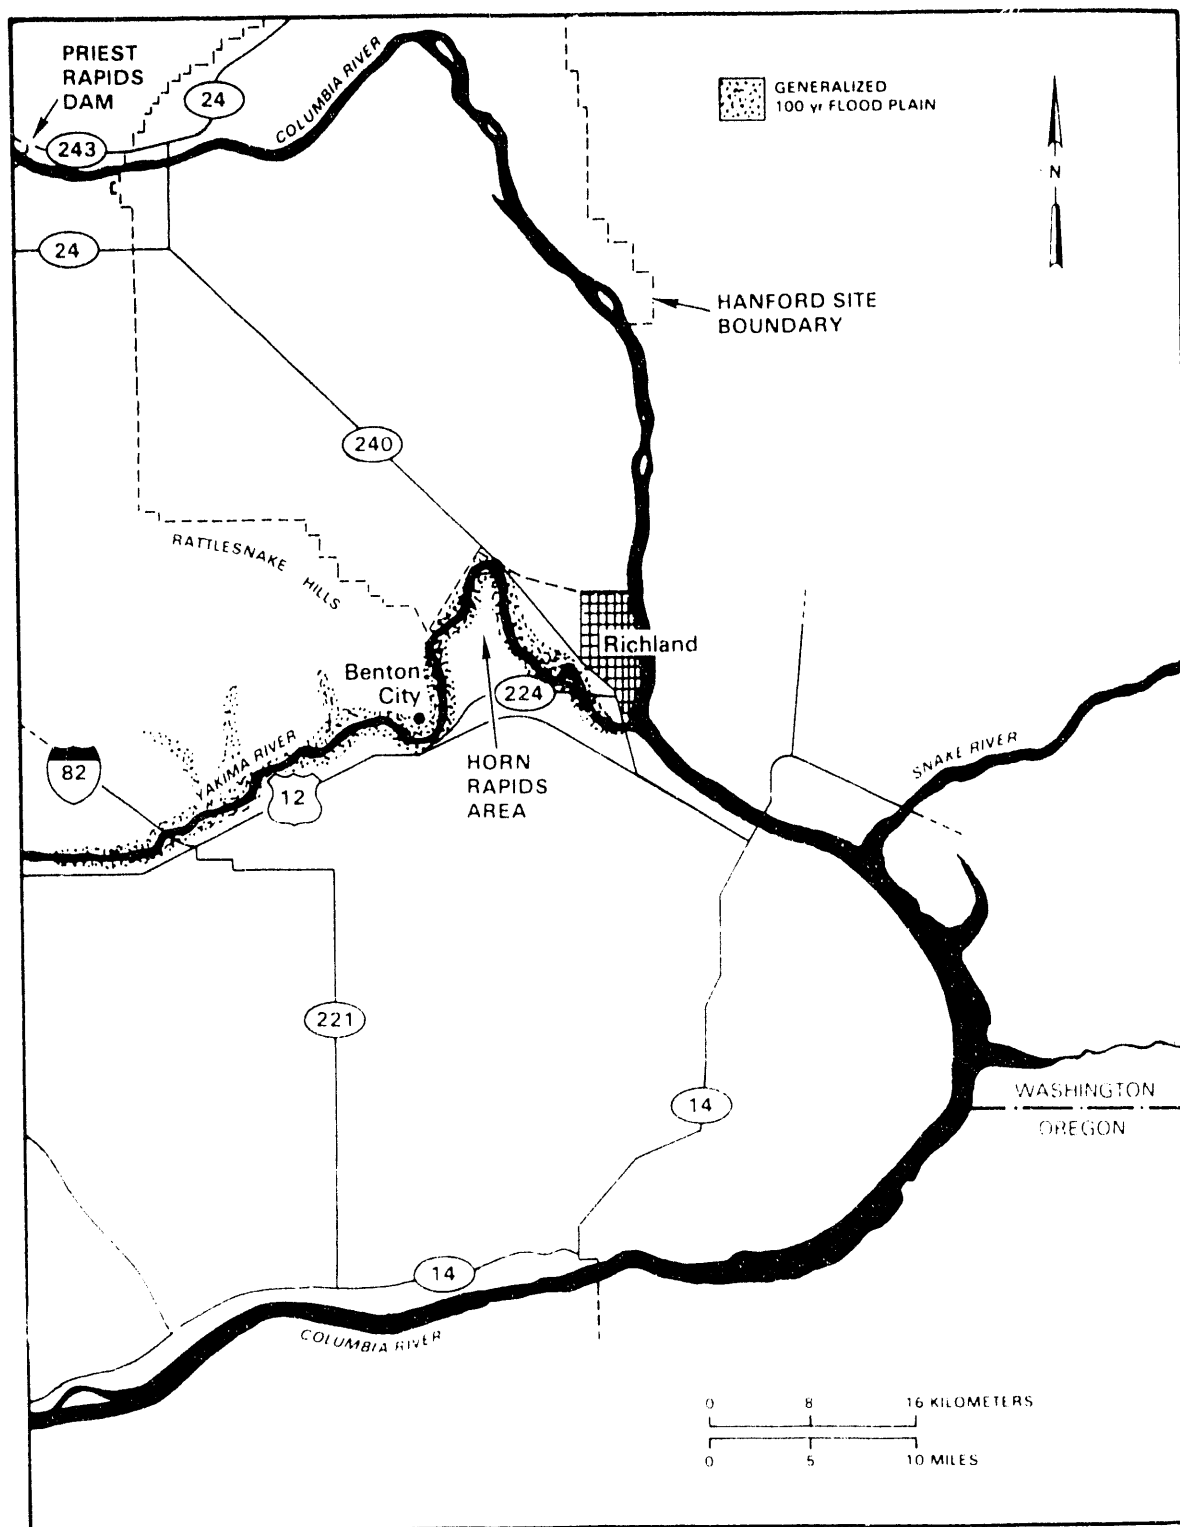 PRIEST
RAPIDS
DAM
24
COLUMBIA RIVER
243
GENERALIZED
100 yr FLOOD PLAIN
N
24
HANFORD SITE
BOUNDARY
240
RATTLESNAKE HILLS
Richland
Benton
City
224
YAKIMA RIVER
82
12
HORN
RAPIDS
AREA
SNAKE RIVER
221
14
WASHINGTON
OREGON
14
COLUMBIA RIVER
0 8 16 KILOMETERS
0 5 10 MILES